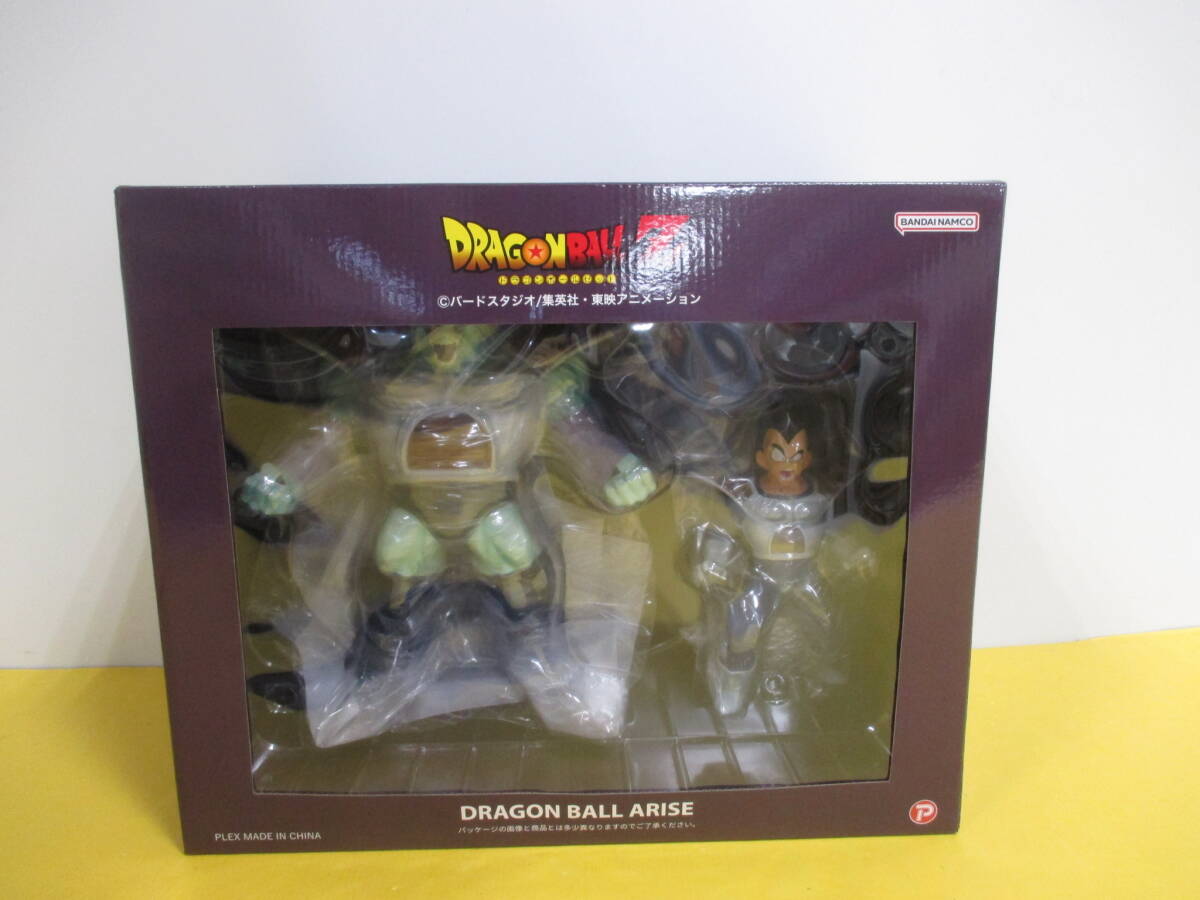 DRAGON BALL Z
ドラゴンボールゼット
BANDAI NAMCO
©バードスタジオ/集英社・東映アニメーション
DRAGON BALL ARISE
パッケージの画像と商品とは多少異なりますのでご了承ください。
PLEX MADE IN CHINA
P